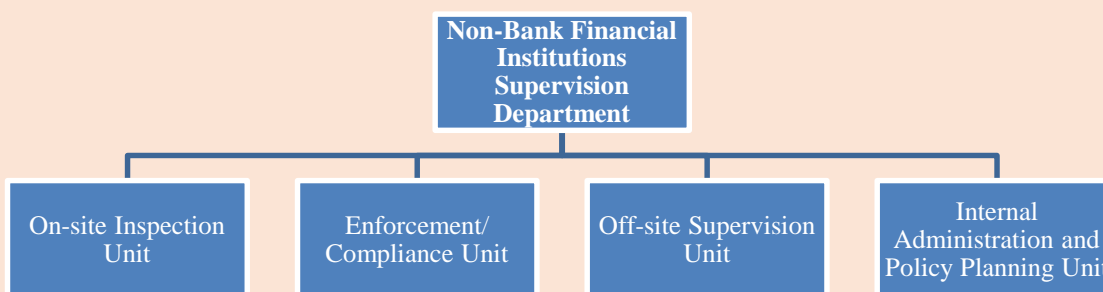 Non-Bank Financial
Institutions
Supervision
Department
On-site Inspection
Unit
Enforcement/
Compliance Unit
Off-site Supervision
Unit
Internal
Administration and
Policy Planning Unit